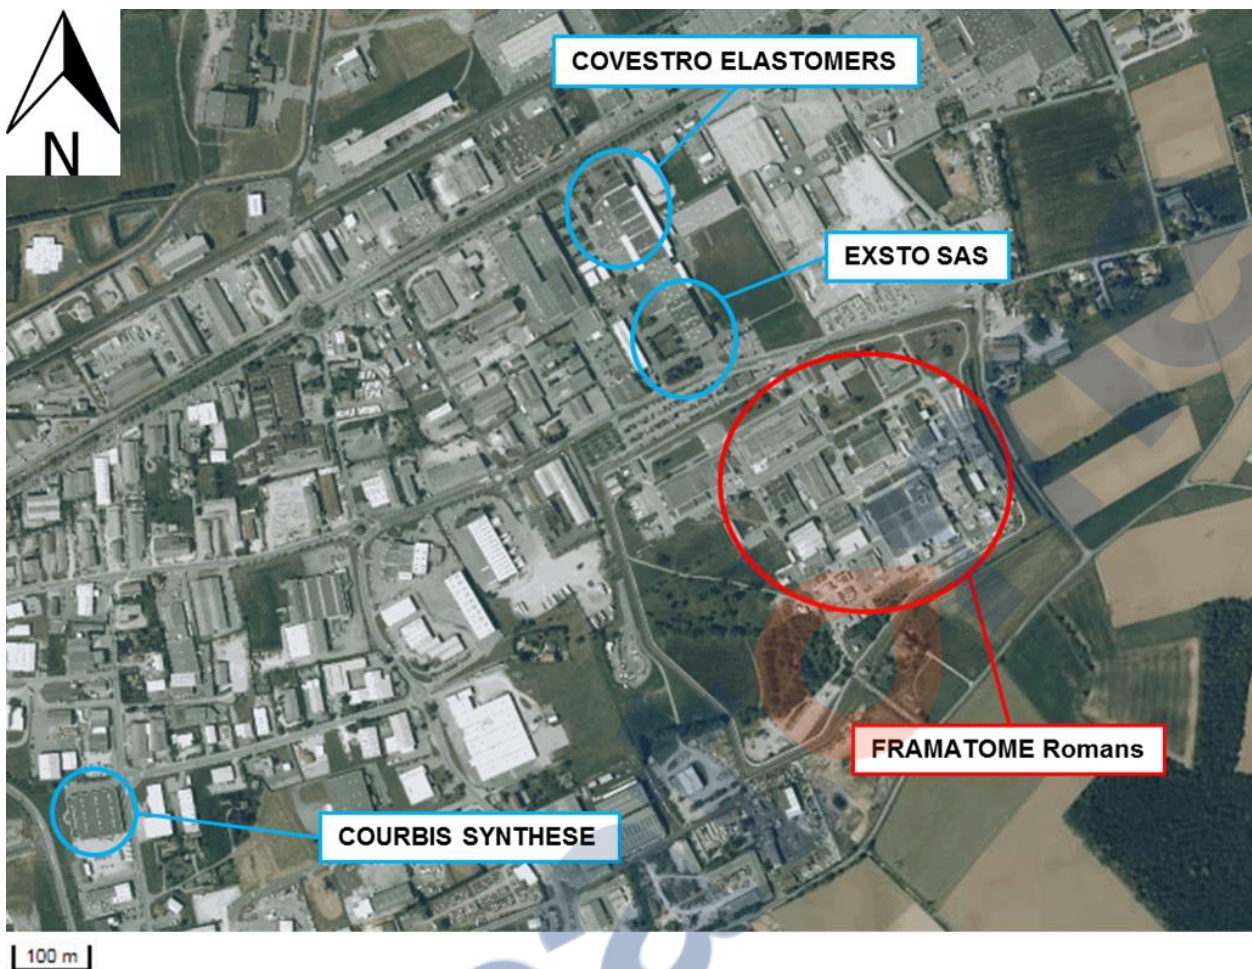 N
COVESTRO ELASTOMERS
EXSTO SAS
FRAMATOME Romans
COURBIS SYNTHESE
100 m